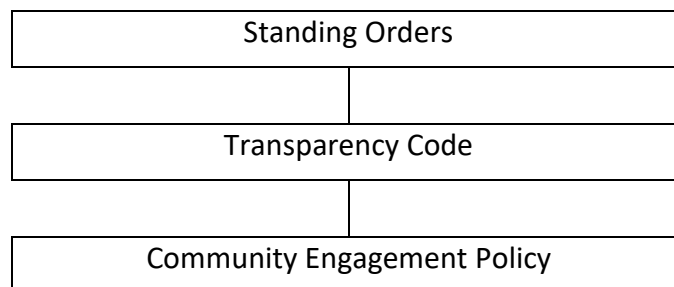 Standing Orders
Transparency Code
Community Engagement Policy